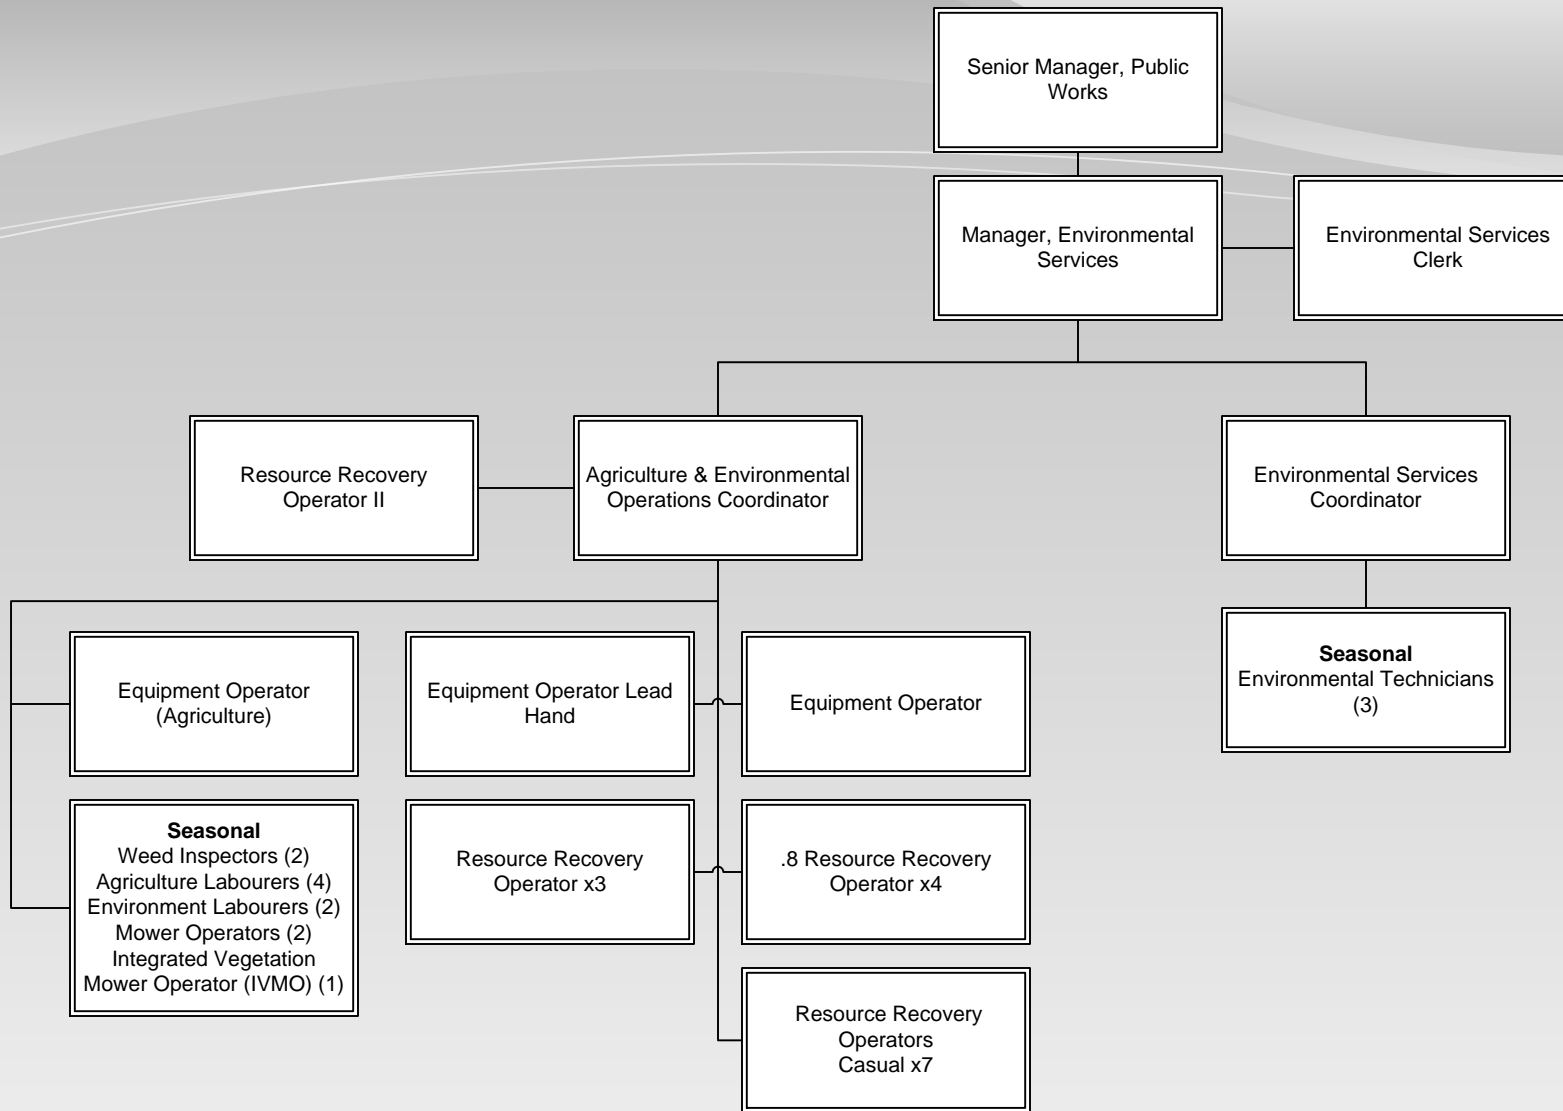 Senior Manager, Public
Works
Manager, Environmental
Services
Environmental Services
Clerk
Resource Recovery
Operator II
Agriculture & Environmental
Operations Coordinator
Environmental Services
Coordinator
Equipment Operator
(Agriculture)
Equipment Operator Lead
Hand
Equipment Operator
Seasonal
Environmental Technicians
(3)
Seasonal
Weed Inspectors (2)
Agriculture Labourers (4)
Environment Labourers (2)
Mower Operators (2)
Integrated Vegetation
Mower Operator (IVMO) (1)
Resource Recovery
Operator x3
.8 Resource Recovery
Operator x4
Resource Recovery
Operators
Casual x7